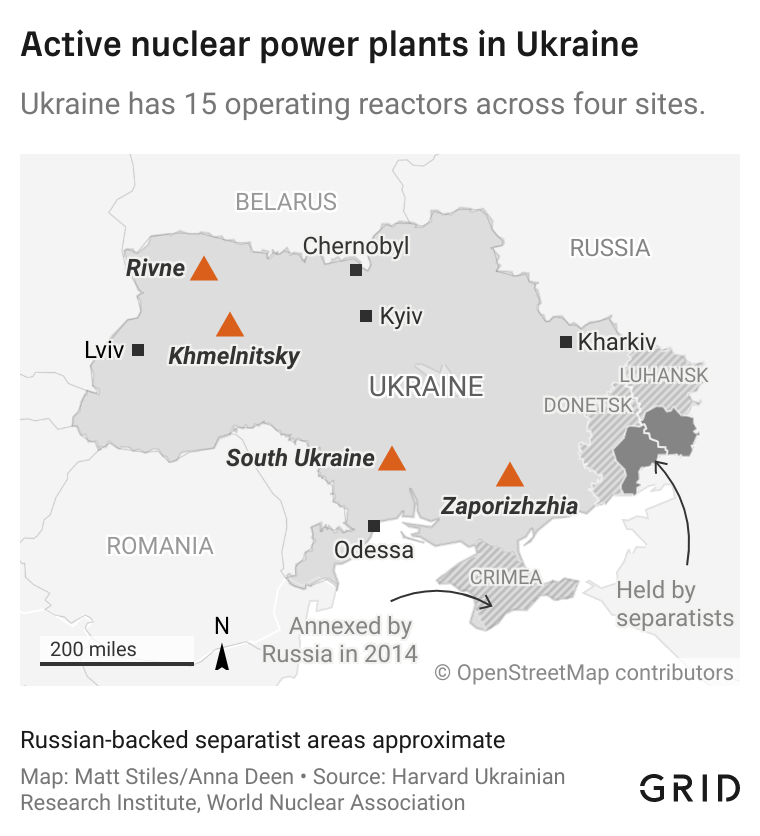 Active nuclear power plants in Ukraine
Ukraine has 15 operating reactors across four sites.
BELARUS
Chernobyl
RUSSIA
Rivne
Kyiv
Lviv
Khmelnitsky
Kharkiv
LUHANSK
UKRAINE
DONETSK
South Ukraine
Zaporizhzhia
ROMANIA
Odessa
CRIMEA
Held by
separatists
Annexed by
Russia in 2014
N
200 miles
© OpenStreetMap contributors
Russian-backed separatist areas approximate
Map: Matt Stiles/Anna Deen • Source: Harvard Ukrainian
Research Institute, World Nuclear Association
GRID